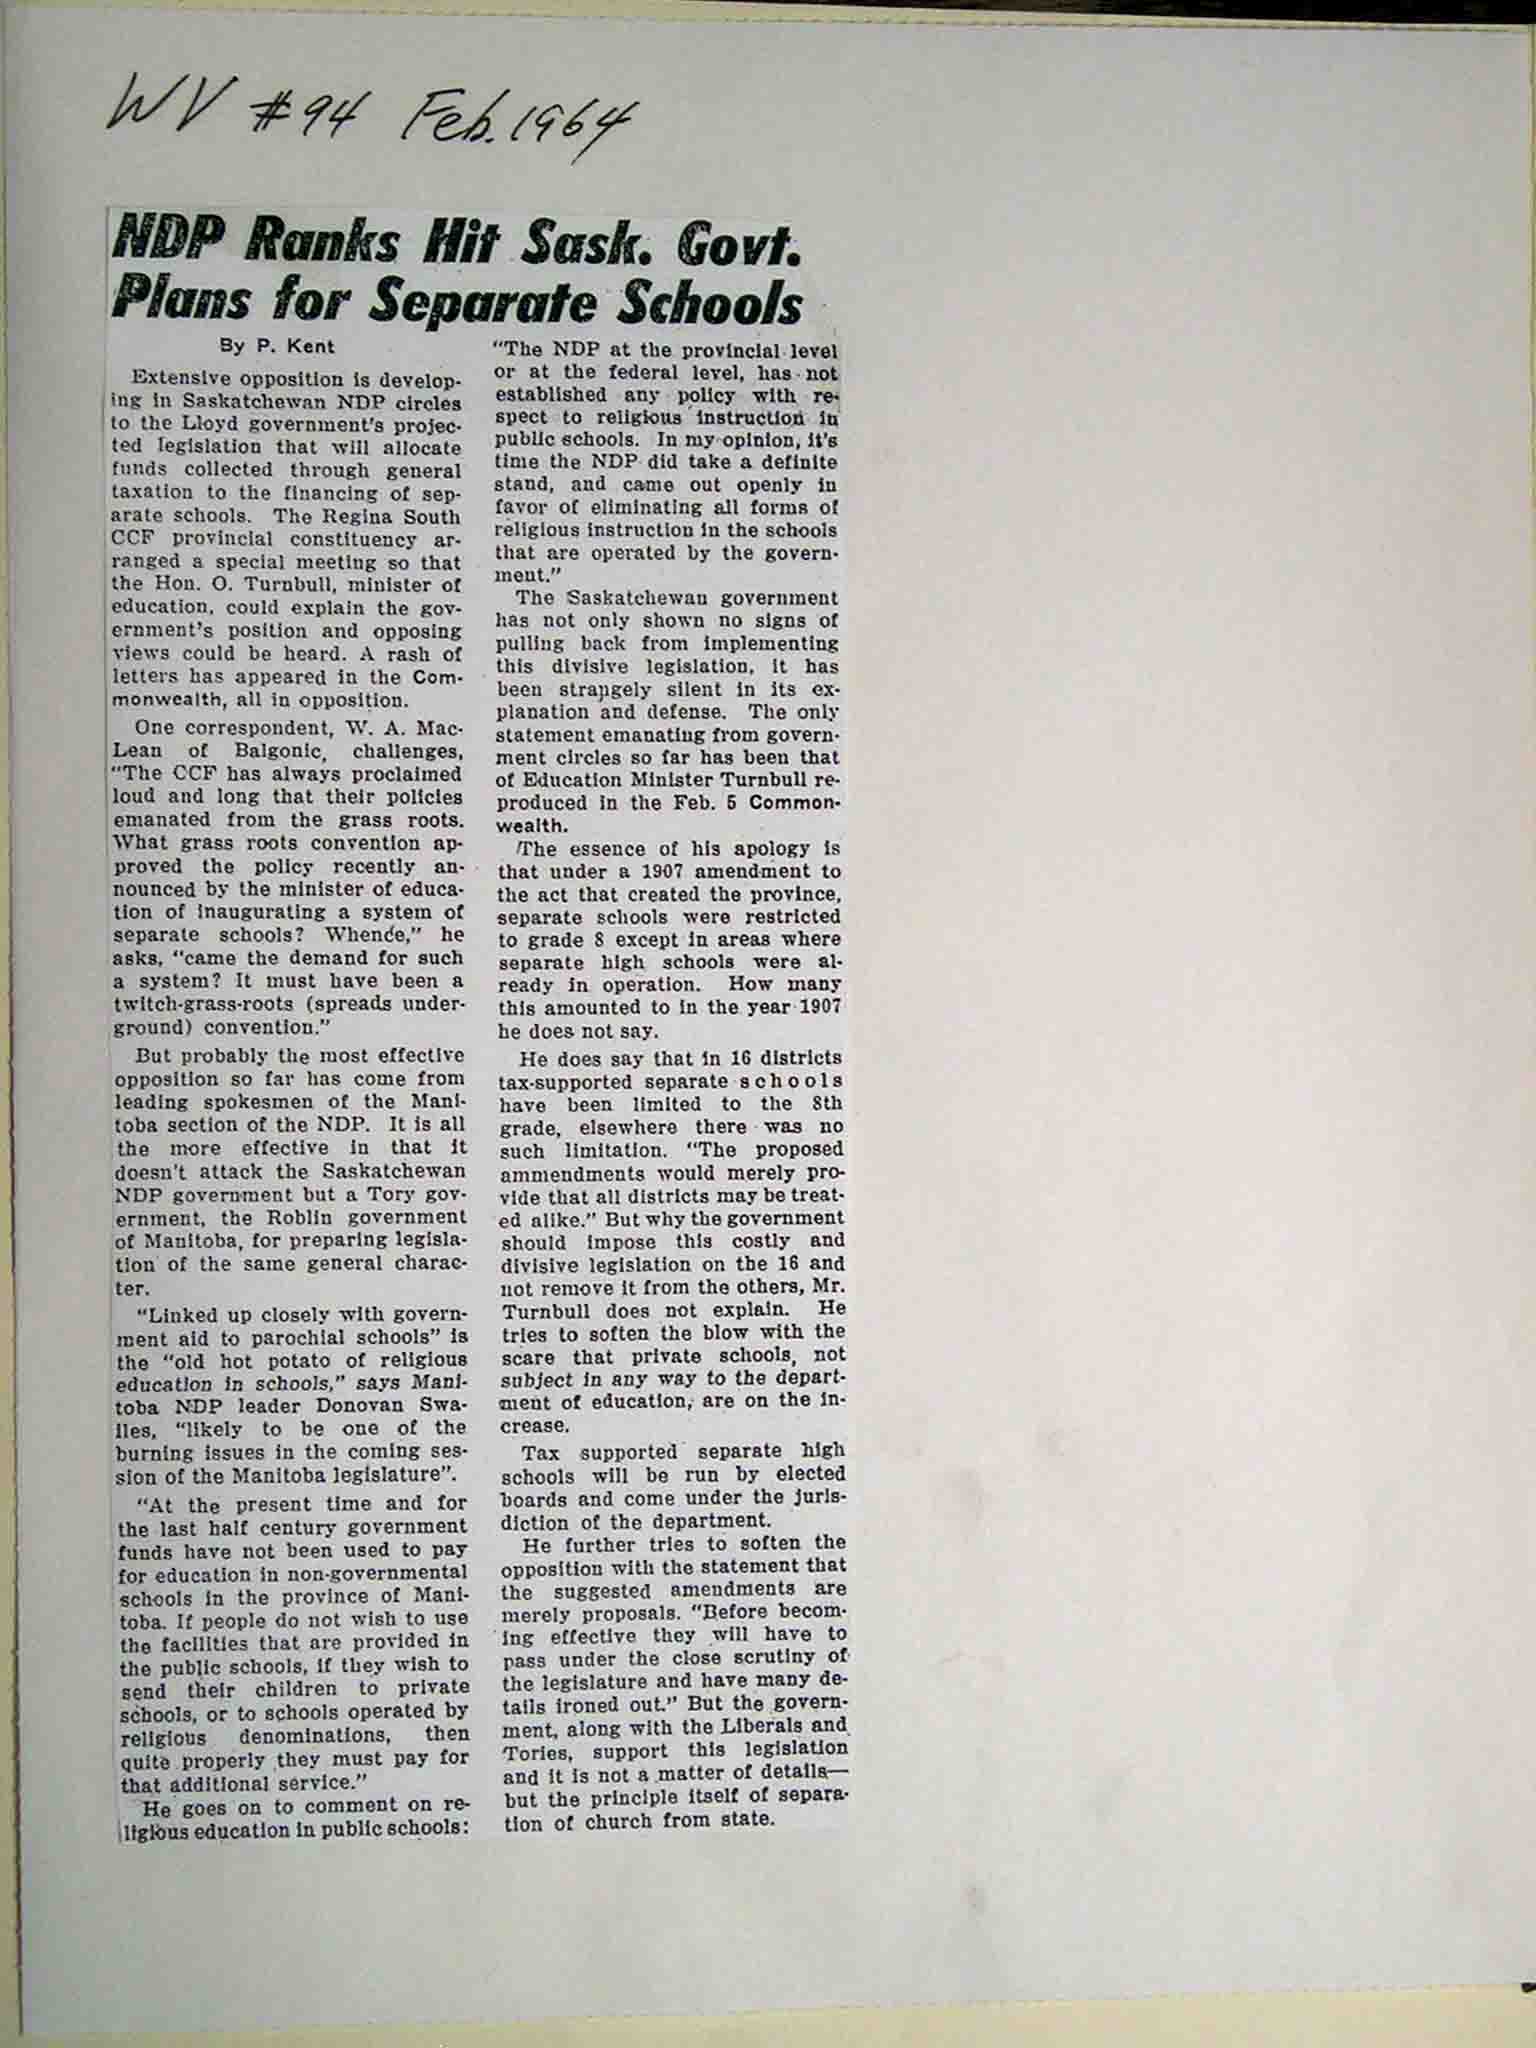 WV #94 Feb. 1964
NDP Ranks Hit Sask. Govt.
Plans for Separate Schools
By P. Kent
Extensive opposition is develop-
ing in Saskatchewan NDP circles
to the Lloyd government's projec-
ted legislation that will allocate
funds collected through general
taxation to the financing of sep-
arate schools. The Regina South
CCF provincial constituency ar-
ranged a special meeting so that
the Hon. O. Turnbull, minister of
education, could explain the gov-
ernment's position and opposing
views could be heard. A rash of
letters has appeared in the Com-
monwealth, all in opposition.
One correspondent, W. A. Mac-
Lean of Balgonic, challenges,
"The CCF has always proclaimed
loud and long that their policies
emanated from the grass roots.
What grass roots convention ap-
proved the policy recently an-
nounced by the minister of educa-
tion of inaugurating a system of
separate schools? Whence," he
asks, "came the demand for such
a system? It must have been a
twitch-grass-roots (spreads under-
ground) convention."
But probably the most effective
opposition so far has come from
leading spokesmen of the Mani-
toba section of the NDP. It is all
the more effective in that it
doesn't attack the Saskatchewan
NDP government but a Tory gov-
ernment, the Roblin government
of Manitoba, for preparing legisla-
tion of the same general charac-
ter.
"Linked up closely with govern-
ment aid to parochial schools" is
the "old hot potato of religious
education in schools," says Mani-
toba NDP leader Donovan Swa-
iles, "likely to be one of the
burning issues in the coming ses-
sion of the Manitoba legislature".
"At the present time and for
the last half century government
funds have not been used to pay
for education in non-governmental
schools in the province of Mani-
toba. If people do not wish to use
the facilities that are provided in
the public schools, if they wish to
send their children to private
schools, or to schools operated by
religious denominations, then
quite properly they must pay for
that additional service."
He goes on to comment on re-
ligious education in public schools:
"The NDP at the provincial level
or at the federal level, has not
established any policy with re-
spect to religious instruction in
public schools. In my opinion, it's
time the NDP did take a definite
stand, and came out openly in
favor of eliminating all forms of
religious instruction in the schools
that are operated by the govern-
ment."
The Saskatchewan government
has not only shown no signs of
pulling back from implementing
this divisive legislation, it has
been strangely silent in its ex-
planation and defense. The only
statement emanating from govern-
ment circles so far has been that
of Education Minister Turnbull re-
produced in the Feb. 5 Common-
wealth.
The essence of his apology is
that under a 1907 amendment to
the act that created the province,
separate schools were restricted
to grade 8 except in areas where
separate high schools were al-
ready in operation. How many
this amounted to in the year 1907
he does not say.
He does say that in 16 districts
tax-supported separate schools
have been limited to the 8th
grade, elsewhere there was no
such limitation. "The proposed
ammendments would merely pro-
vide that all districts may be treat-
ed alike." But why the government
should impose this costly and
divisive legislation on the 16 and
not remove it from the others, Mr.
Turnbull does not explain. He
tries to soften the blow with the
scare that private schools, not
subject in any way to the depart-
ment of education, are on the in-
crease.
Tax supported separate high
schools will be run by elected
boards and come under the juris-
diction of the department.
He further tries to soften the
opposition with the statement that
the suggested amendments are
merely proposals. "Before becom-
ing effective they will have to
pass under the close scrutiny of
the legislature and have many de-
tails ironed out." But the govern-
ment, along with the Liberals and
Tories, support this legislation
and it is not a matter of details—
but the principle itself of separa-
tion of church from state.